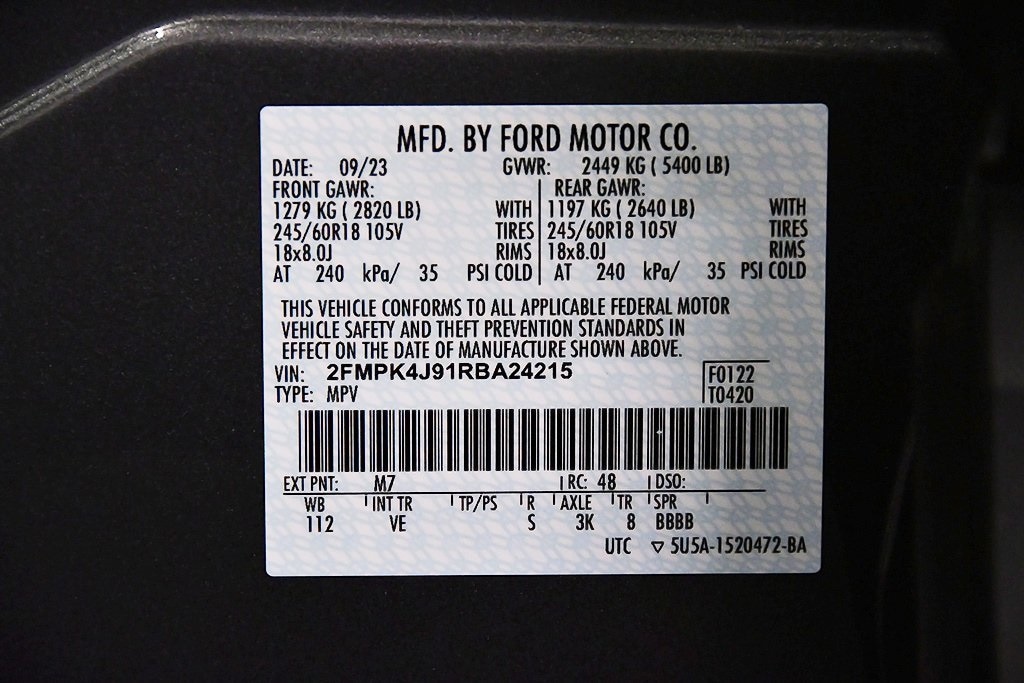 MFD. BY FORD MOTOR CO.
DATE: 09/23 GVWR: 2449 KG ( 5400 LB)
FRONT GAWR: REAR GAWR:
1279 KG ( 2820 LB) WITH 1197 KG ( 2640 LB) WITH
245/60R18 105V TIRES 245/60R18 105V TIRES
18x8.0J RIMS 18x8.0J RIMS
AT 240 kPa/ 35 PSI COLD AT 240 kPa/ 35 PSI COLD
THIS VEHICLE CONFORMS TO ALL APPLICABLE FEDERAL MOTOR
VEHICLE SAFETY AND THEFT PREVENTION STANDARDS IN
EFFECT ON THE DATE OF MANUFACTURE SHOWN ABOVE.
VIN: 2FMPK4J91RBA24215 F0122
TYPE: MPV T0420
EXT PNT: M7 RC: 48 DSO:
WB INT TR TP/PS R AXLE TR SPR
112 VE S 3K 8 BBBB
UTC ▽ 5U5A-1520472-BA